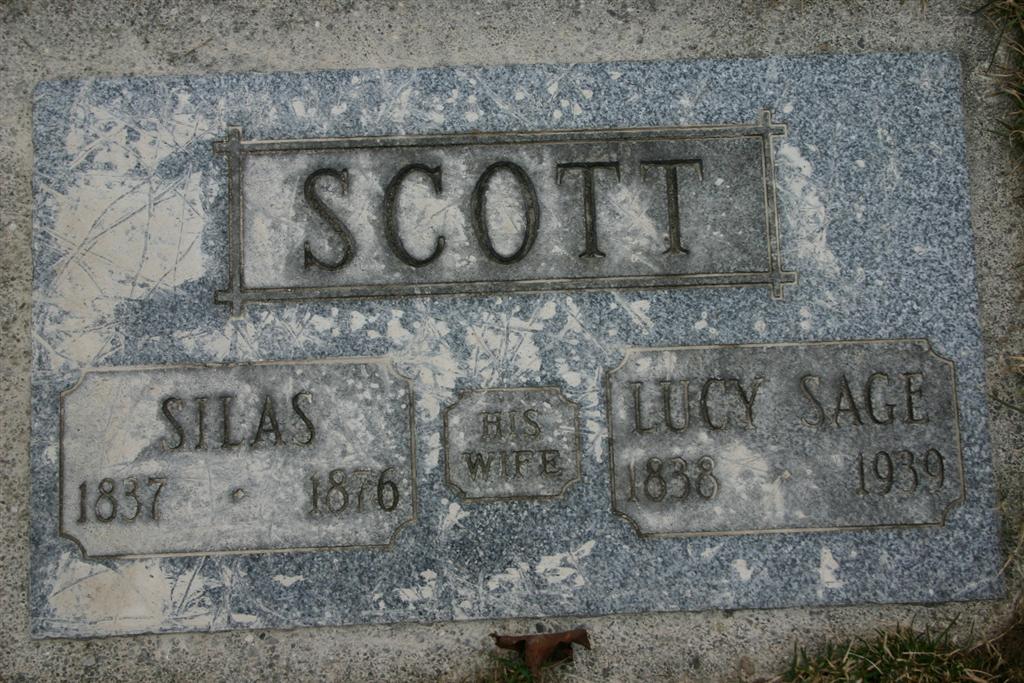 SCOTT
SILAS
1837 · 1876
HIS
WIFE
LUCY SAGE
1838 · 1939